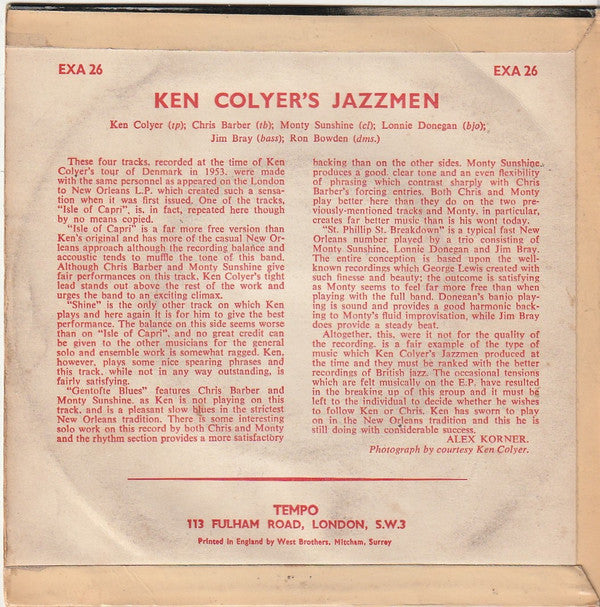 EXA 26
EXA 26
KEN COLYER'S JAZZMEN
Ken Colyer (tp); Chris Barber (tb); Monty Sunshine (cl); Lonnie Donegan (bjo);
Jim Bray (bass); Ron Bowden (dms.)
These four tracks, recorded at the time of Ken
Colyer's tour of Denmark in 1953, were made
with the same personnel as appeared on the London
to New Orleans L.P. which created such a sensa-
tion when it was first issued. One of the tracks,
"Isle of Capri", is, in fact, repeated here though
by no means copied.
"Isle of Capri" is a far more free version than
Ken's original and has more of the casual New Or-
leans approach although the recording balance and
accoustic tends to muffle the tone of this band.
Although Chris Barber and Monty Sunshine give
fair performances on this track, Ken Colyer's tight
lead stands out above the rest of the work and
urges the band to an exciting climax.
"Shine" is the only other track on which Ken
plays and here again it is for him to give the best
performance. The balance on this side seems worse
than on "Isle of Capri", and no great credit can
be given to the other musicians for the general
solo and ensemble work is somewhat ragged. Ken,
however, plays some nice spearing phrases and
this track, while not in any way outstanding, is
fairly satisfying.
"Gentofte Blues" features Chris Barber and
Monty Sunshine, as Ken is not playing on this
track, and is a pleasant slow blues in the strictest
New Orleans tradition. There is some interesting
solo work on this record by both Chris and Monty
and the rhythm section provides a more satisfactory
backing than on the other sides. Monty Sunshine
produces a good, clear tone and an even flexibility
of phrasing which contrast sharply with Chris
Barber's forcing entries. Both Chris and Monty
play better here than they do on the two pre-
viously-mentioned tracks and Monty, in particular,
creates far better music than is his wont today.
"St. Phillip St. Breakdown" is a typical fast New
Orleans number played by a trio consisting of
Monty Sunshine, Lonnie Donegan and Jim Bray.
The entire conception is based upon the well-
known recordings which George Lewis created with
such finesse and beauty; the outcome is satisfying
as Monty seems to feel far more free than when
playing with the full band. Donegan's banjo play-
ing is sound and provides a good harmonic back-
ing to Monty's fluid improvisation, while Jim Bray
does provide a steady beat.
Altogether, this, were it not for the quality of
the recording, is a fair example of the type of
music which Ken Colyer's Jazzmen produced at
the time and they must be ranked with the better
recordings of British jazz. The occasional tensions
which are felt musically on the E.P. have resulted
in the breaking up of this group and it must be
left to the individual to decide whether he wishes
to follow Ken or Chris. Ken has sworn to play
on in the New Orleans tradition and this he is
still doing with considerable success.
ALEX KORNER.
Photograph by courtesy Ken Colyer.
TEMPO
113 FULHAM ROAD, LONDON, S.W.3
Printed in England by West Brothers, Mitcham, Surrey